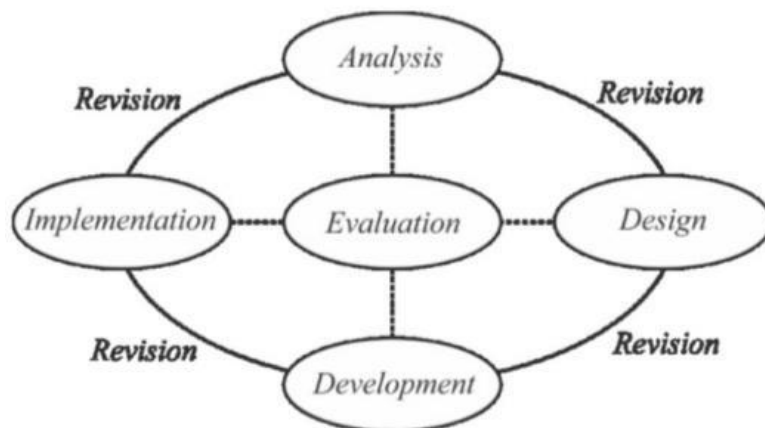 Analysis
Revision
Revision
Implementation
Evaluation
Design
Revision
Revision
Development